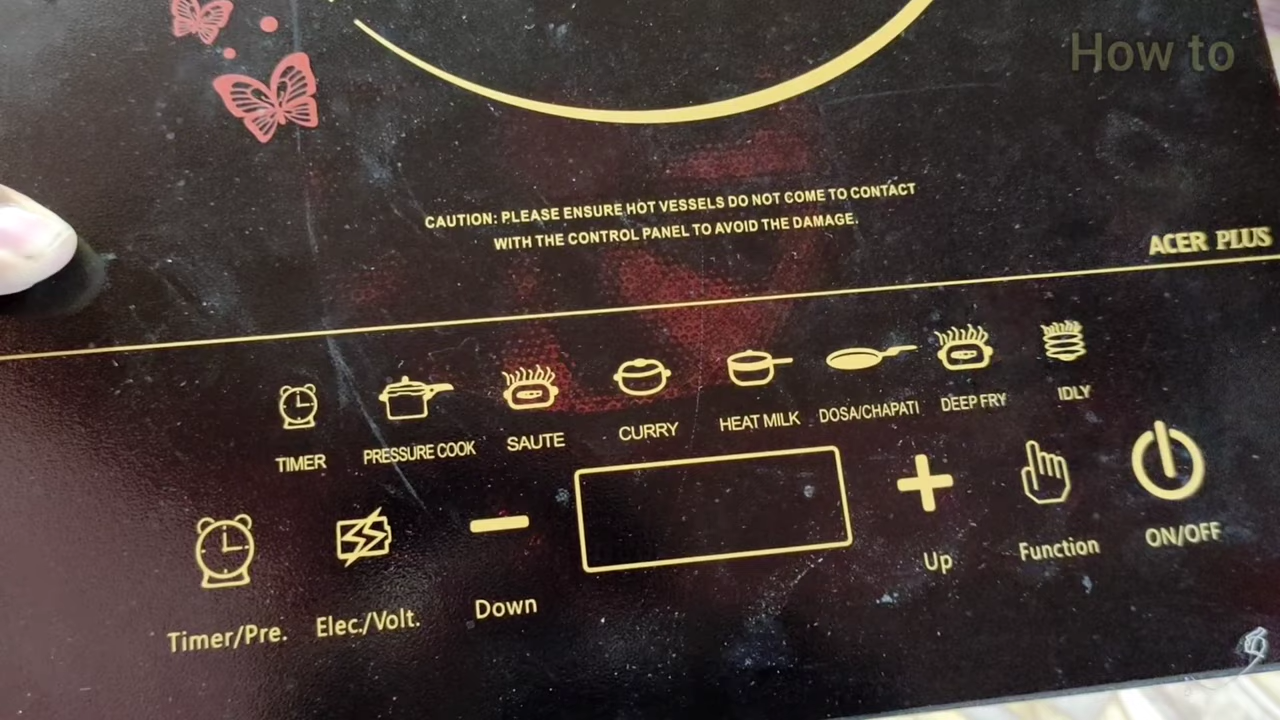 How to
CAUTION: PLEASE ENSURE HOT VESSELS DO NOT COME TO CONTACT
WITH THE CONTROL PANEL TO AVOID THE DAMAGE.
ACER PLUS
TIMER PRESSURE COOK SAUTE CURRY HEAT MILK DOSA/CHAPATI DEEP FRY IDLY
Timer/Pre. Elec./Volt. Down Up Function ON/OFF